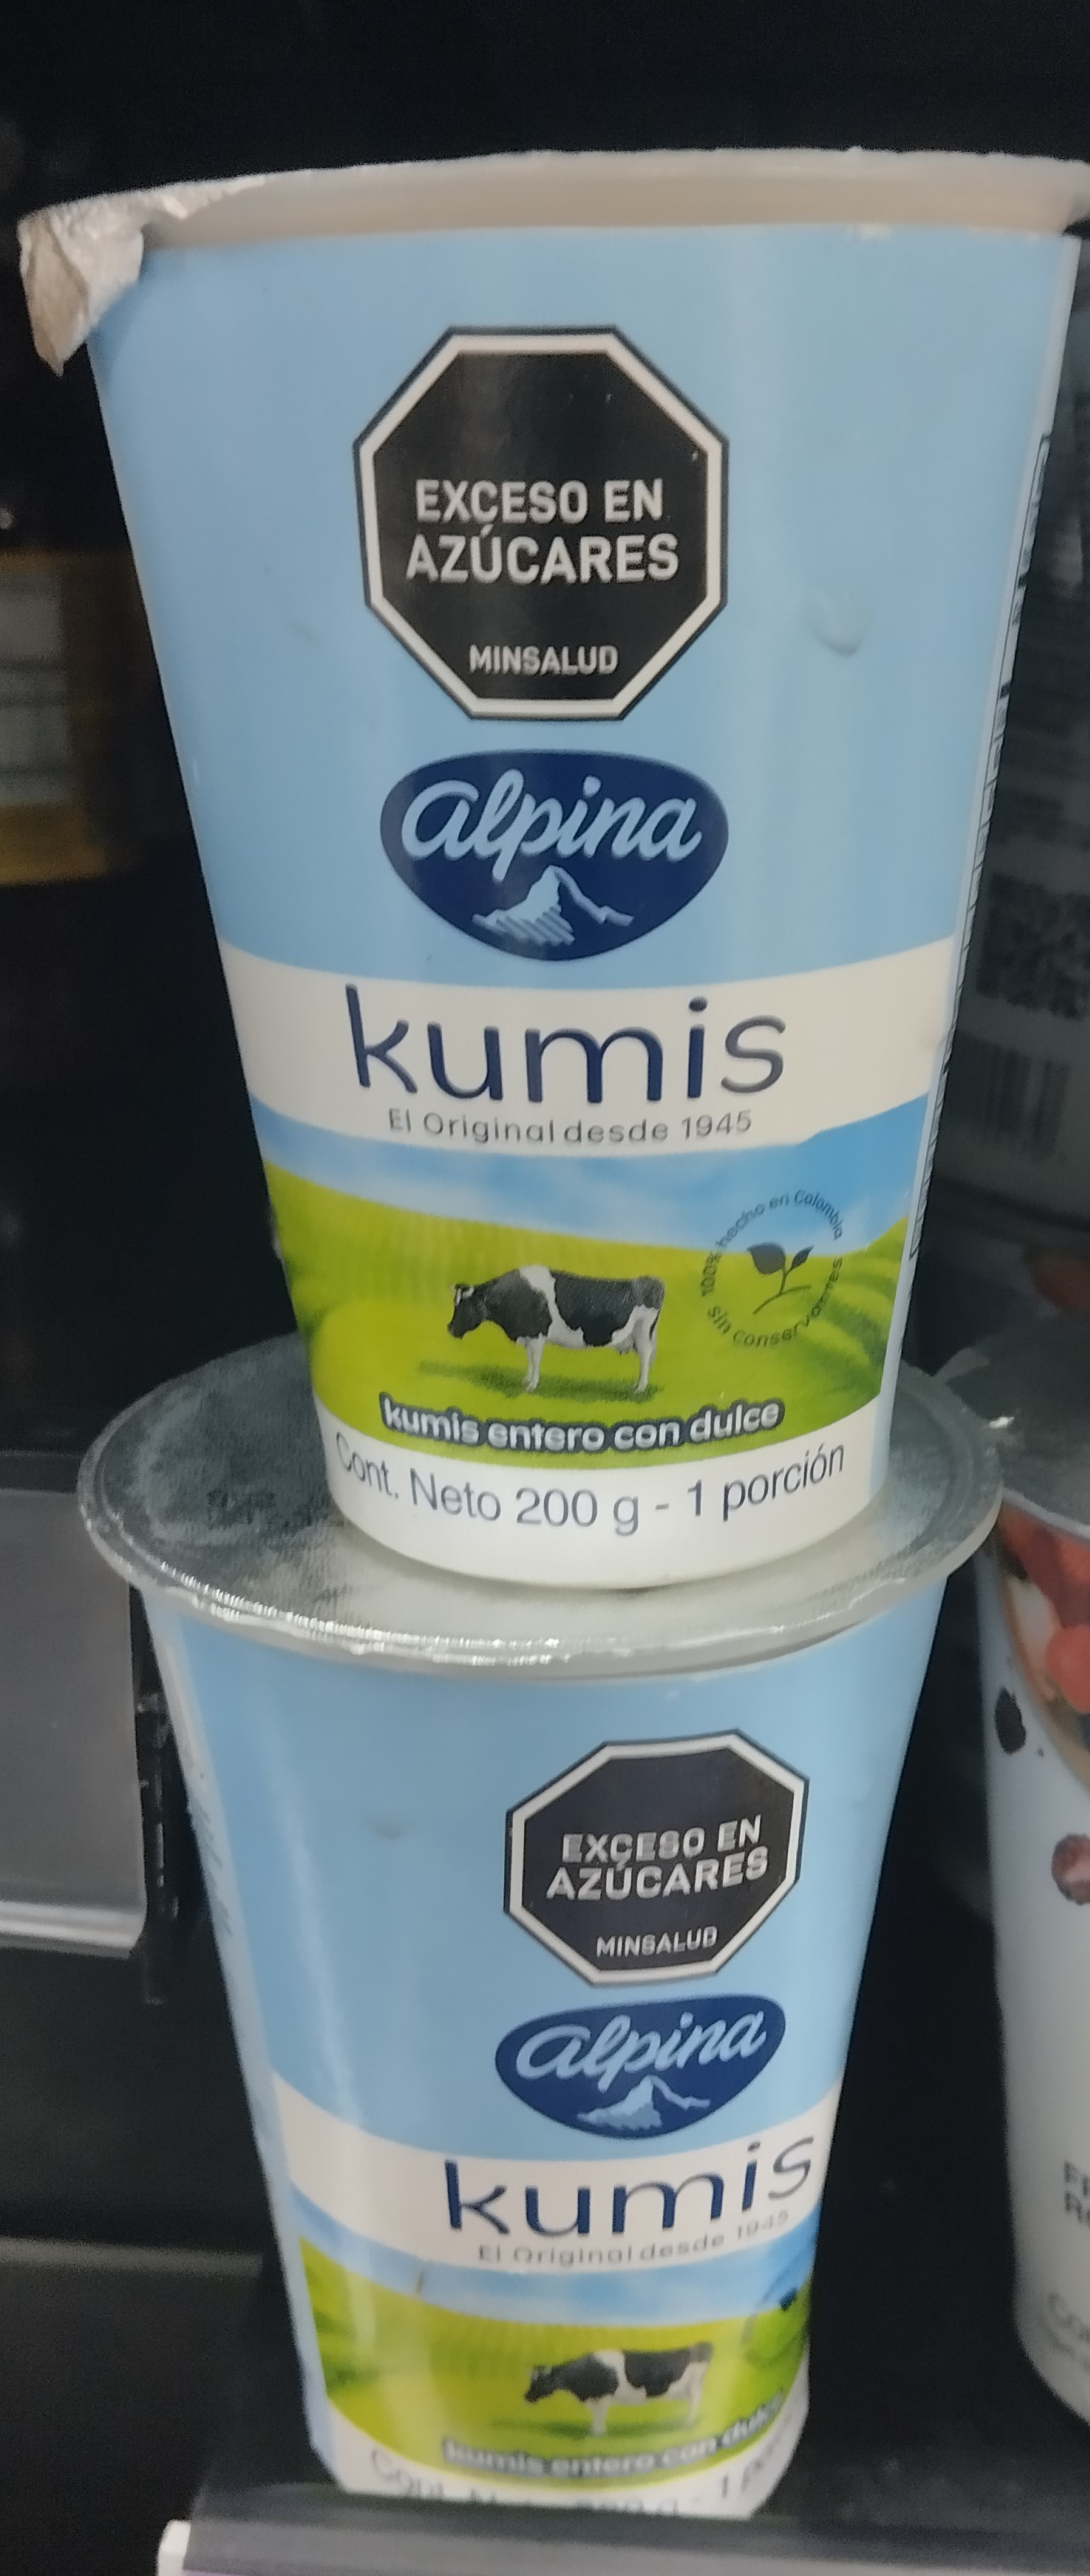 EXCESO EN
AZÚCARES
MINSALUD
alpina
kumis
El Original desde 1945
100% hecho en Colombia
sin conservantes
kumis entero con dulce
Cont. Neto 200 g - 1 porción
EXCESO EN
AZÚCARES
MINSALUD
alpina
kumis
El Original desde 1945
kumis entero con dulce
Cont.